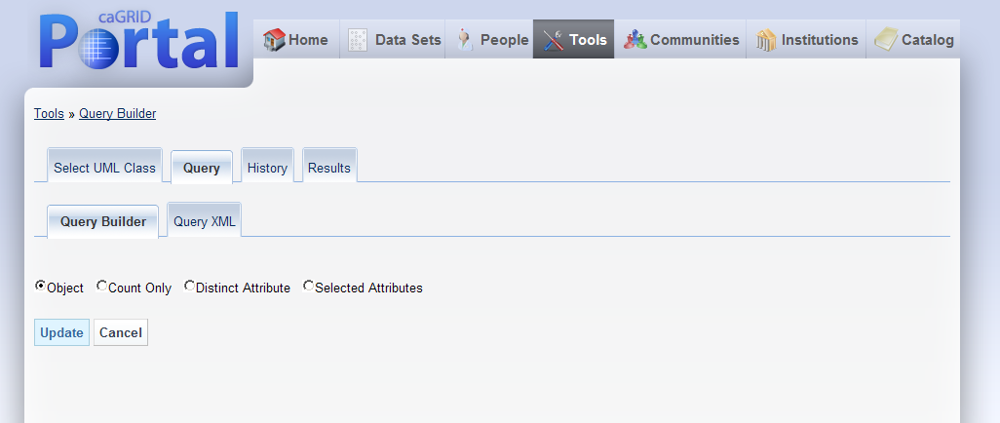 caGRID
Portal
Home Data Sets People Tools Communities Institutions Catalog
Tools » Query Builder
Select UML Class Query History Results
Query Builder Query XML
Object Count Only Distinct Attribute Selected Attributes
Update Cancel